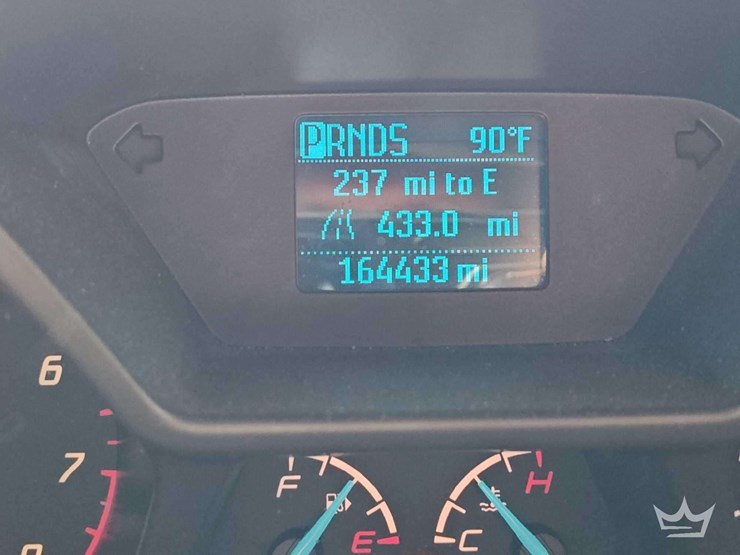 PRNDS 90°F
237 mi to E
433.0 mi
164433 mi
6
7
F E
C H